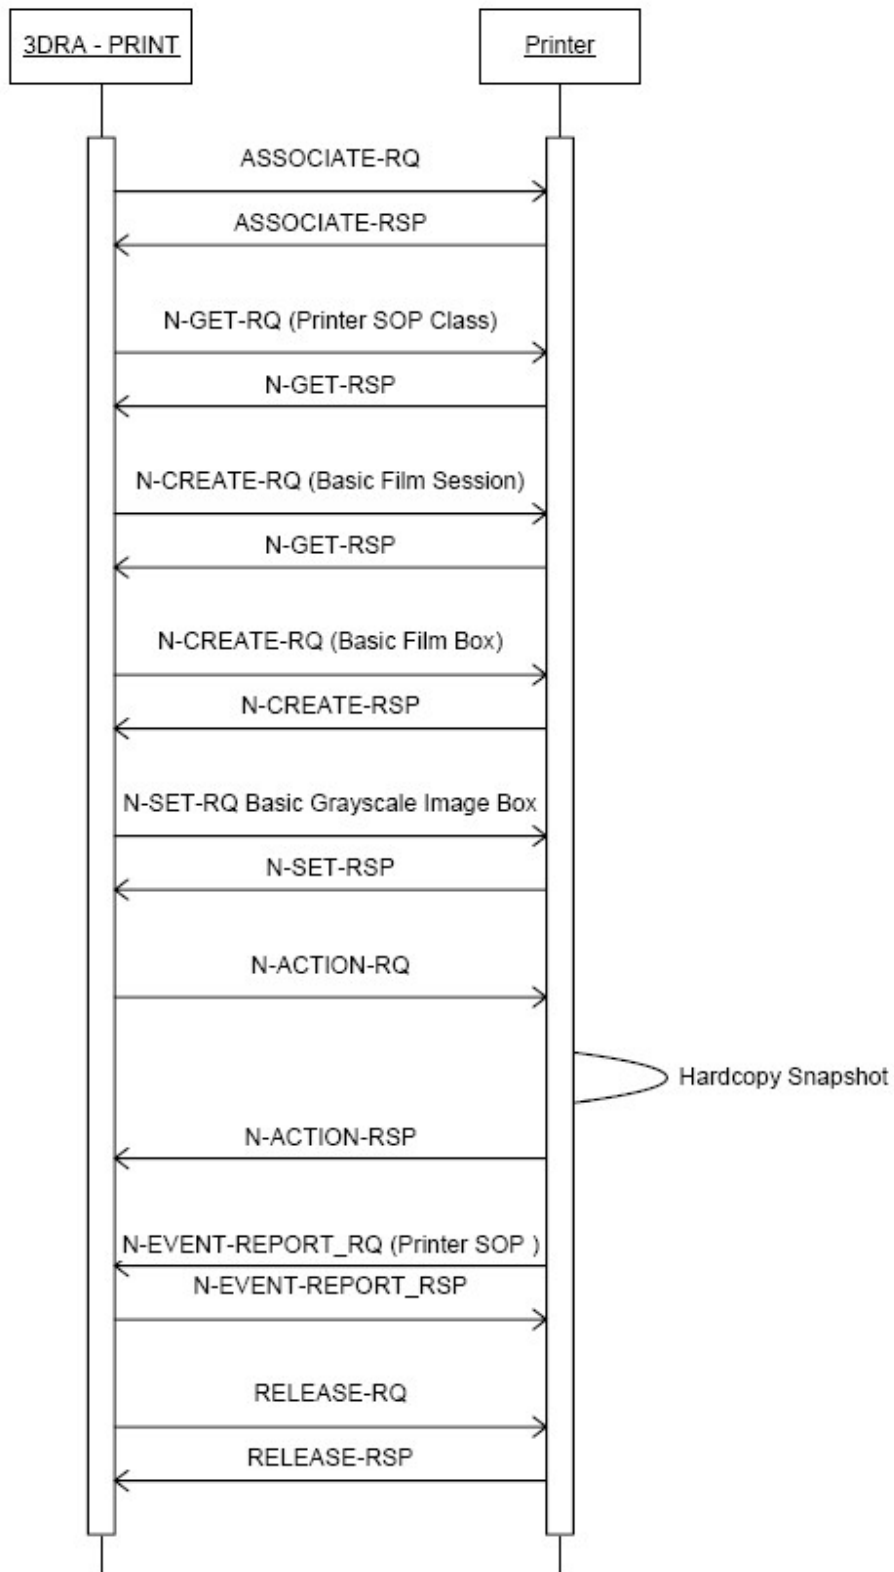 3DRA - PRINT
Printer
ASSOCIATE-RQ
ASSOCIATE-RSP
N-GET-RQ (Printer SOP Class)
N-GET-RSP
N-CREATE-RQ (Basic Film Session)
N-GET-RSP
N-CREATE-RQ (Basic Film Box)
N-CREATE-RSP
N-SET-RQ Basic Grayscale Image Box
N-SET-RSP
N-ACTION-RQ
Hardcopy Snapshot
N-ACTION-RSP
N-EVENT-REPORT_RQ (Printer SOP )
N-EVENT-REPORT_RSP
RELEASE-RQ
RELEASE-RSP